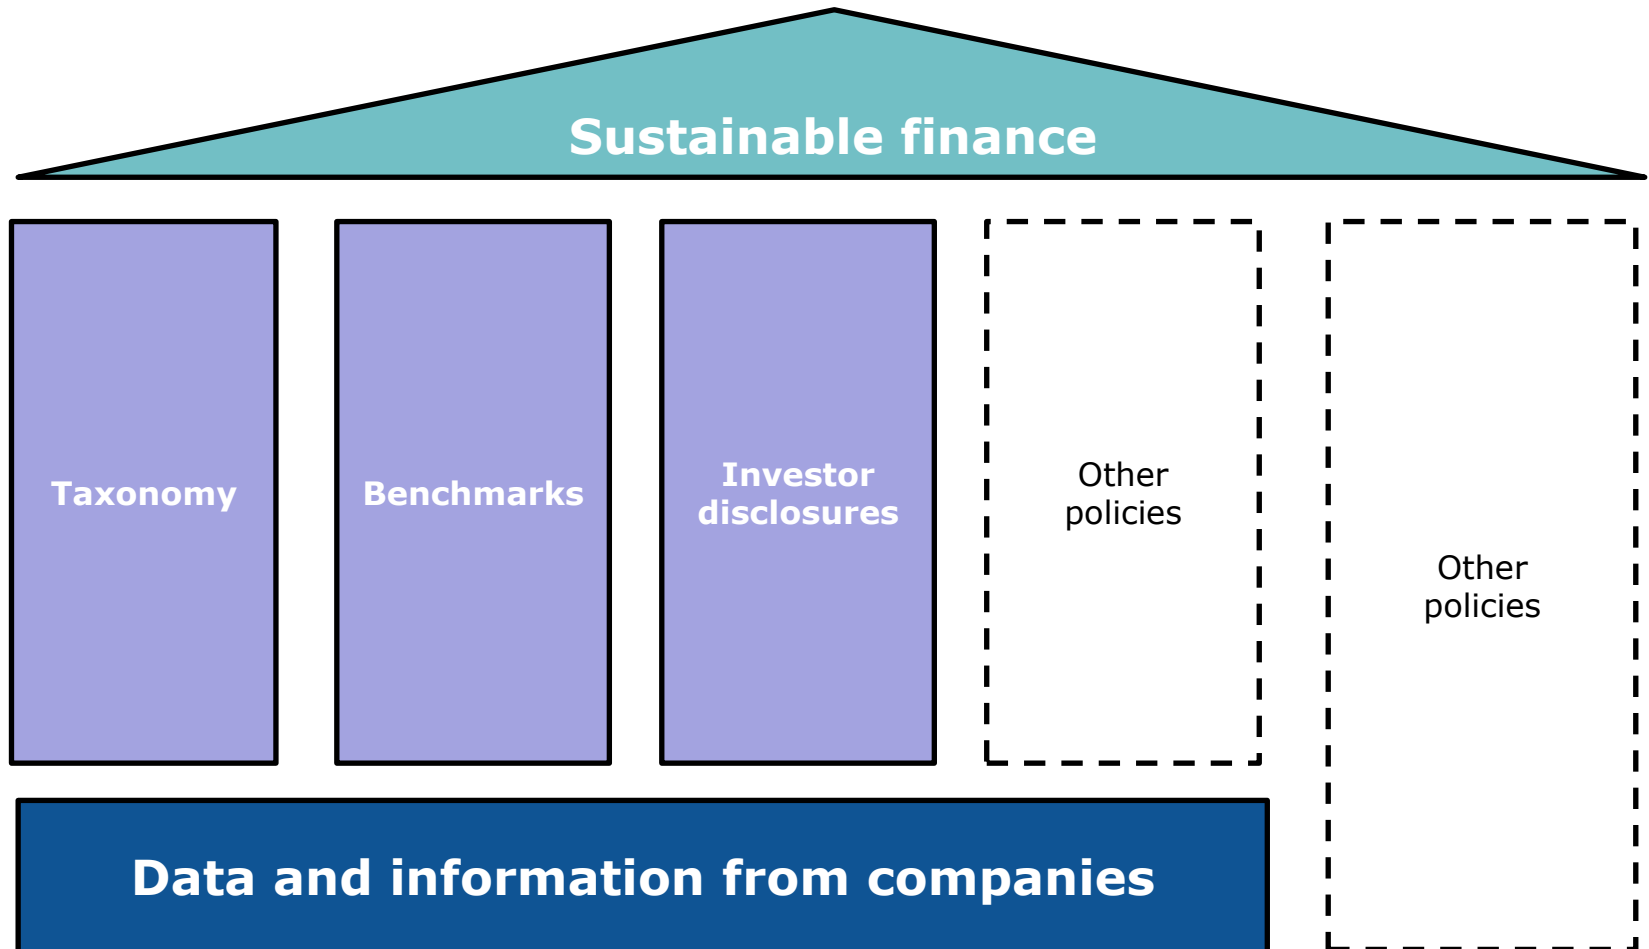 Sustainable finance
Taxonomy
Benchmarks
Investor
disclosures
Other
policies
Other
policies
Data and information from companies